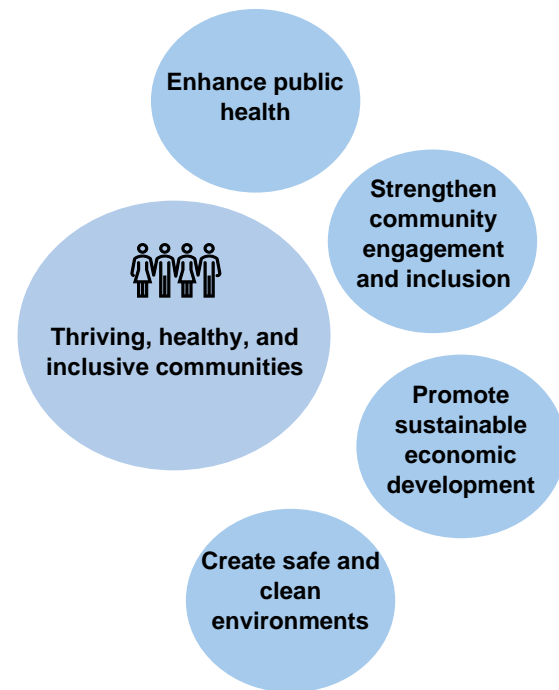 Enhance public
health
Strengthen
community
engagement
and inclusion
Thriving, healthy, and
inclusive communities
Promote
sustainable
economic
development
Create safe and
clean
environments